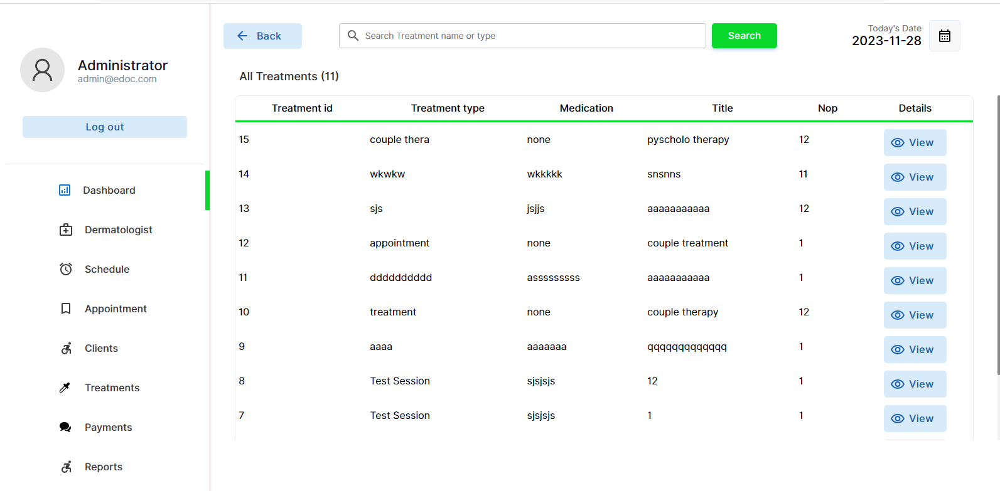 Administrator
admin@edoc.com
Log out
Dashboard
Dermatologist
Schedule
Appointment
Clients
Treatments
Payments
Reports
Back
Search Treatment name or type
Search
Today's Date
2023-11-28
All Treatments (11)
Treatment id Treatment type Medication Title Nop Details
15 couple thera none pyscholo therapy 12 View
14 wkwkw wkkkkk snsnns 11 View
13 sjs jsjjs aaaaaaaaaaa 12 View
12 appointment none couple treatment 1 View
11 dddddddddd asssssssss aaaaaaaaaaa 1 View
10 treatment none couple therapy 12 View
9 aaaa aaaaaaa qqqqqqqqqqqqq 1 View
8 Test Session sjsjsjs 12 1 View
7 Test Session sjsjsjs 1 1 View